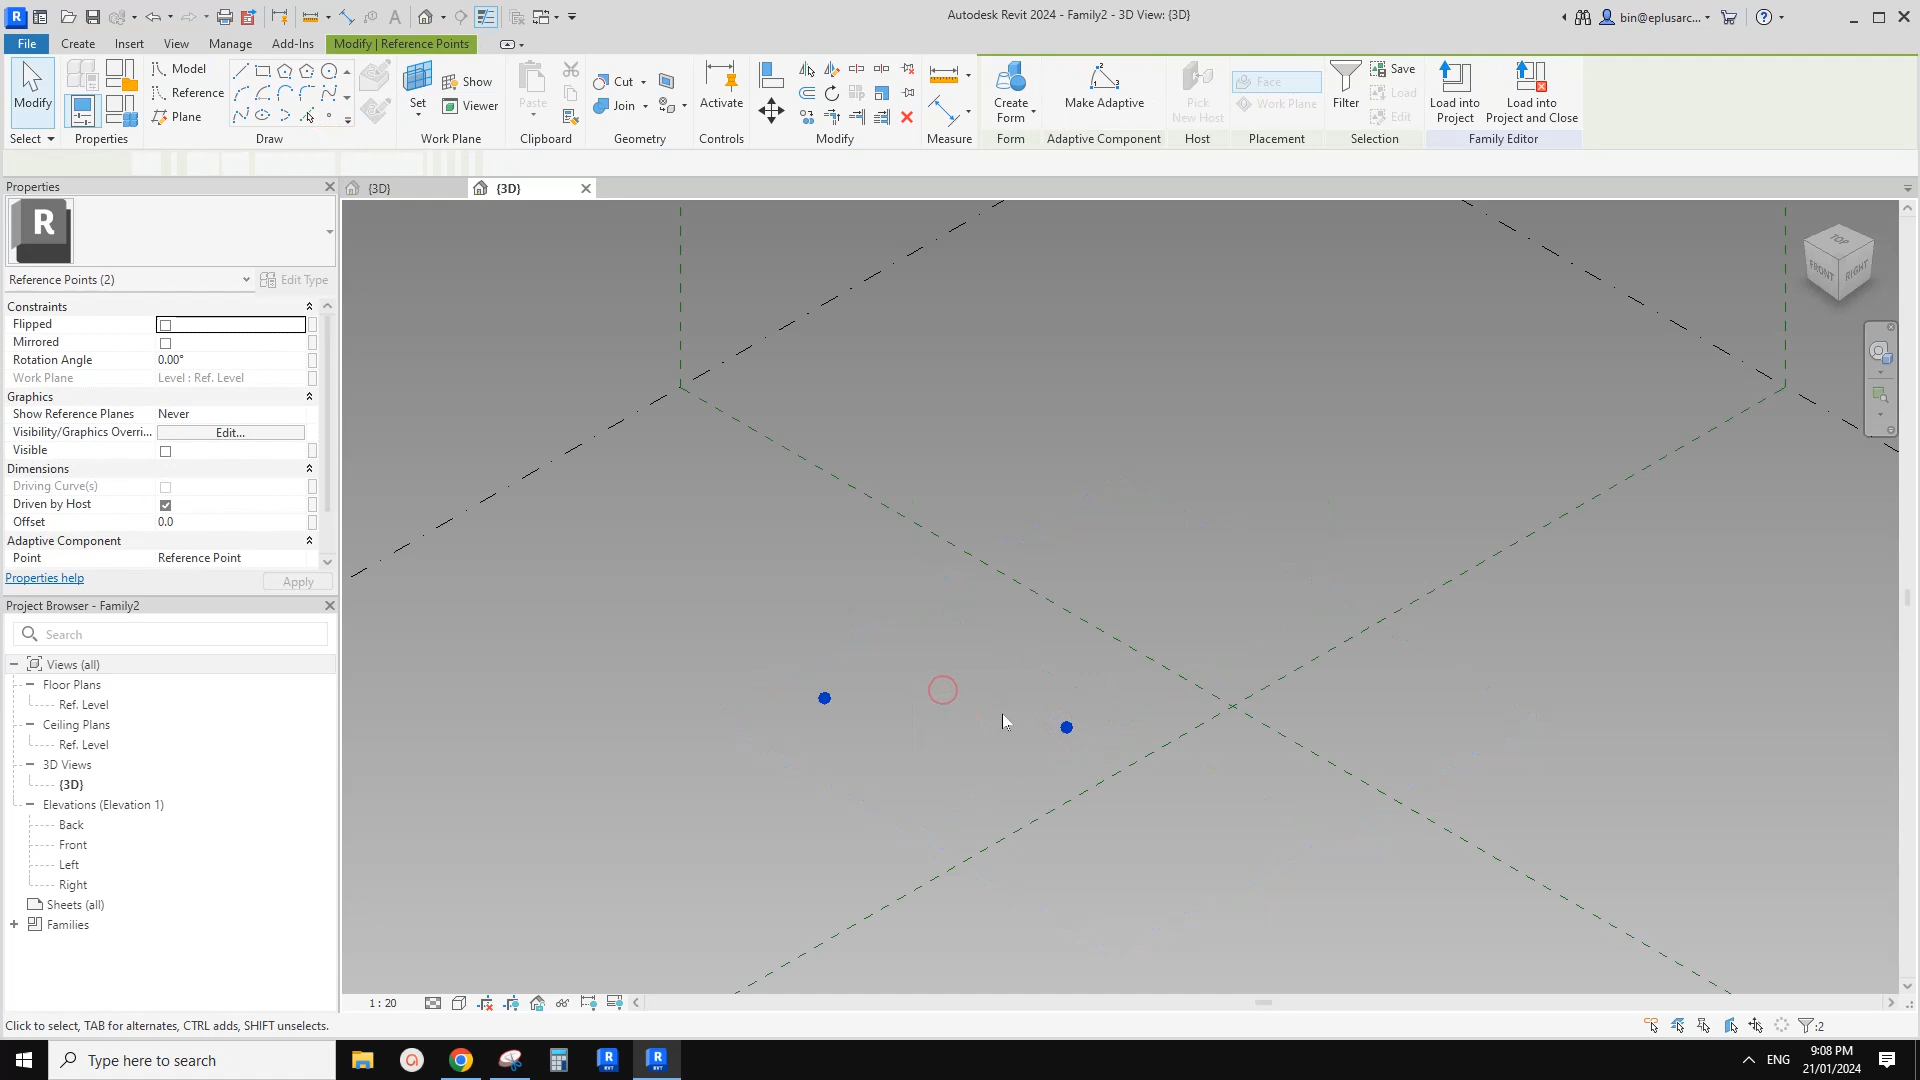 Autodesk Revit 2024 - Family2 - 3D View: {3D}
bin@eplusarc...
File
Create
Insert
View
Manage
Add-Ins
Modify | Reference Points
Modify
Select
Properties
Model
Reference
Plane
Draw
Set
Show
Viewer
Work Plane
Paste
Clipboard
Cut
Join
Geometry
Activate
Controls
Modify
Measure
Create
Form
Form
Make Adaptive
Adaptive Component
Pick
New Host
Host
Face
Work Plane
Placement
Filter
Save
Load
Edit
Selection
Load into
Project
Load into
Project and Close
Family Editor
Properties
{3D}
{3D}
R
Reference Points (2)
Edit Type
Constraints
Flipped
Mirrored
Rotation Angle 0.00°
Work Plane Level : Ref. Level
Graphics
Show Reference Planes Never
Visibility/Graphics Overri... Edit...
Visible
Dimensions
Driving Curve(s)
Driven by Host
Offset 0.0
Adaptive Component
Point Reference Point
Properties help
Apply
Project Browser - Family2
Search
Views (all)
Floor Plans
Ref. Level
Ceiling Plans
Ref. Level
3D Views
{3D}
Elevations (Elevation 1)
Back
Front
Left
Right
Sheets (all)
Families
TOP
FRONT
RIGHT
1 : 20
Click to select, TAB for alternates, CTRL adds, SHIFT unselects.
:2
Type here to search
ENG
9:08 PM
21/01/2024